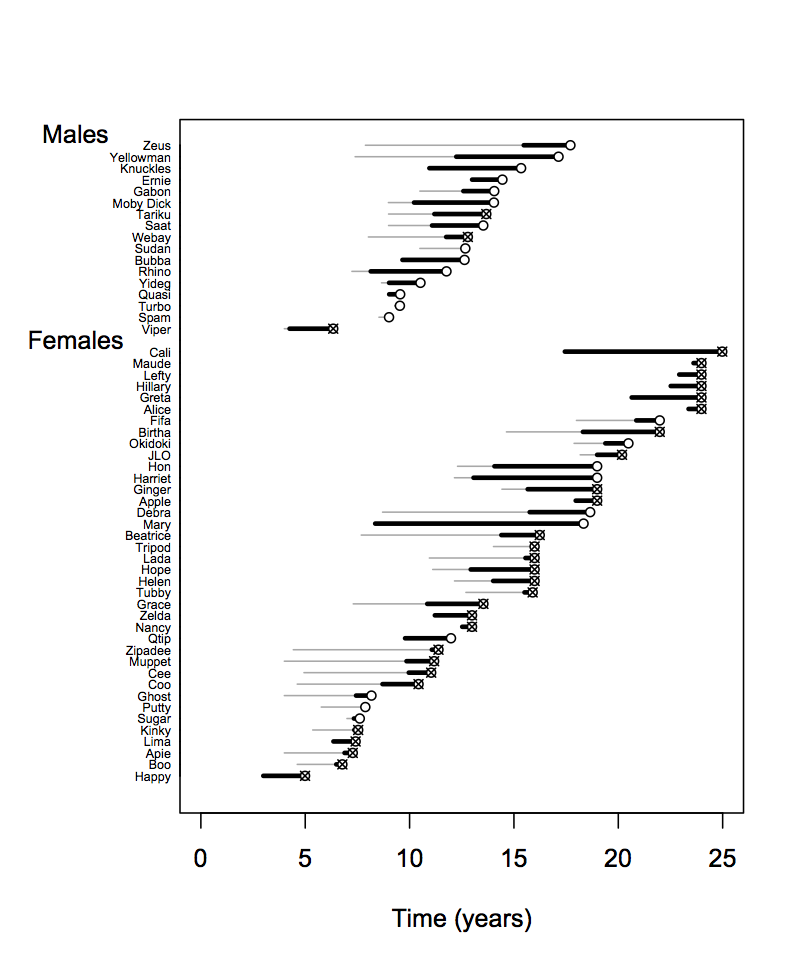 Males
Zeus
Yellowman
Knuckles
Ernie
Gabon
Moby Dick
Tariku
Saat
Webay
Sudan
Bubba
Rhino
Yideg
Quasi
Turbo
Spam
Viper
Females
Cali
Maude
Lefty
Hillary
Greta
Alice
Fifa
Birtha
Okidoki
JLO
Hon
Harriet
Ginger
Apple
Debra
Mary
Beatrice
Tripod
Lada
Hope
Helen
Tubby
Grace
Zelda
Nancy
Qtip
Zipadee
Muppet
Cee
Coo
Ghost
Putty
Sugar
Kinky
Lima
Apie
Boo
Happy
0 5 10 15 20 25
Time (years)